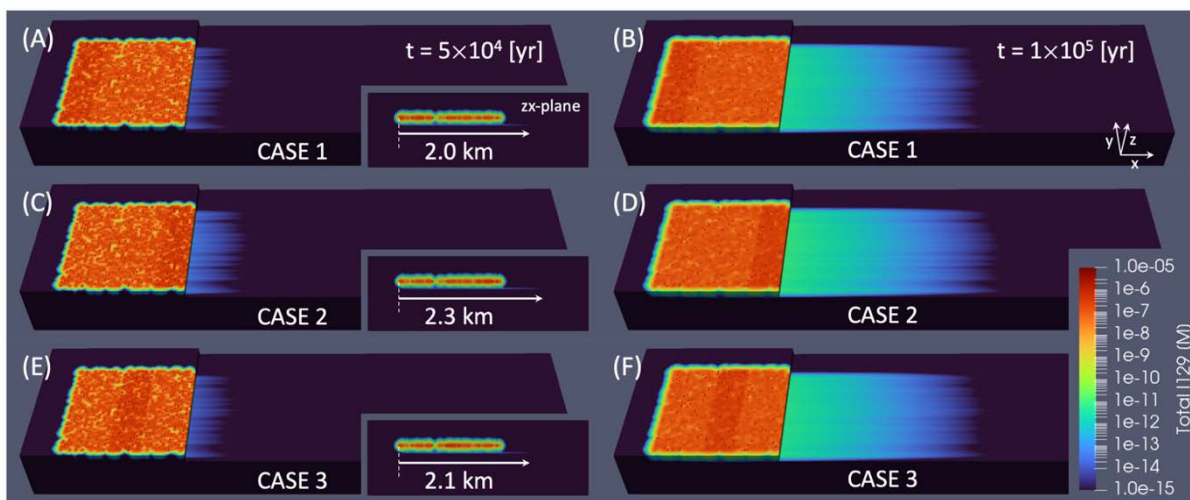 (A)
t = 5×10⁴ [yr]
zx-plane
2.0 km
CASE 1
(B)
t = 1×10⁵ [yr]
CASE 1
y z
x
(C)
2.3 km
CASE 2
(D)
CASE 2
(E)
2.1 km
CASE 3
(F)
CASE 3
1.0e-05
1e-6
1e-7
1e-8
1e-9
1e-10
1e-11
1e-12
1e-13
1e-14
1.0e-15
Total I129 (M)